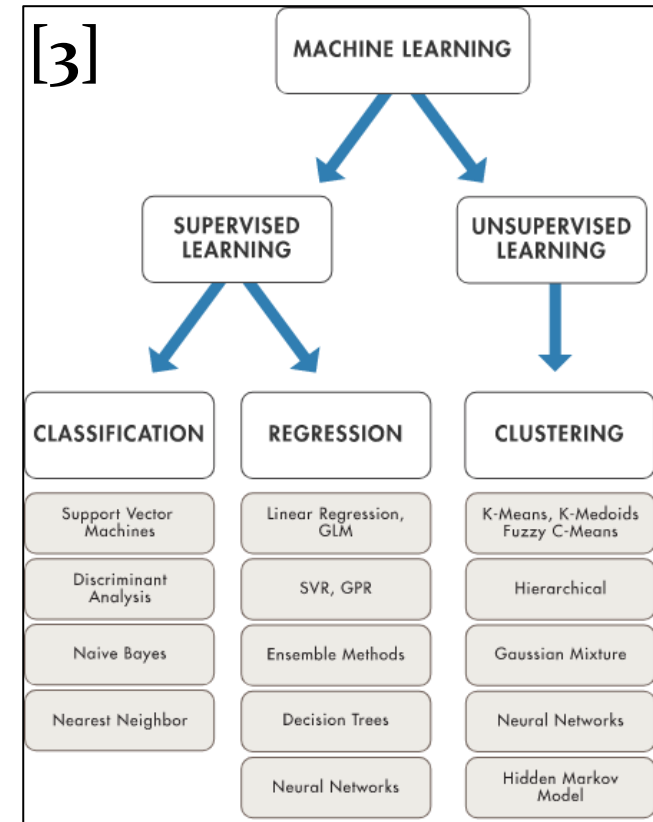 [3]
MACHINE LEARNING
SUPERVISED
LEARNING
UNSUPERVISED
LEARNING
CLASSIFICATION
Support Vector
Machines
Discriminant
Analysis
Naive Bayes
Nearest Neighbor
REGRESSION
Linear Regression,
GLM
SVR, GPR
Ensemble Methods
Decision Trees
Neural Networks
CLUSTERING
K-Means, K-Medoids
Fuzzy C-Means
Hierarchical
Gaussian Mixture
Neural Networks
Hidden Markov
Model